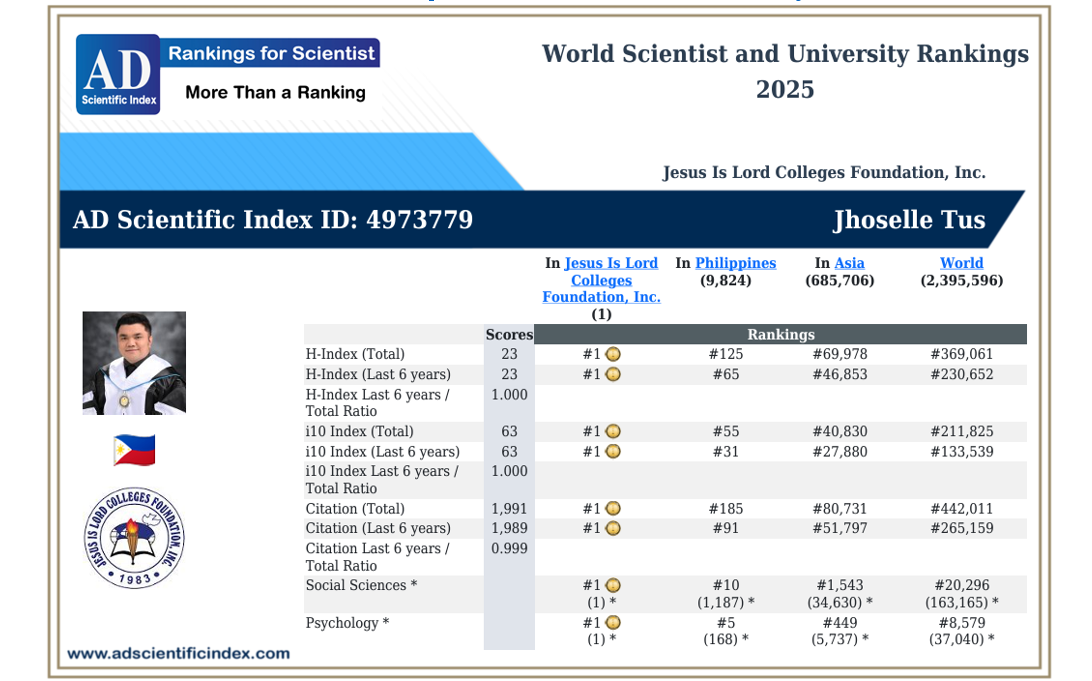 AD
Scientific Index
Rankings for Scientist
More Than a Ranking
World Scientist and University Rankings
2025
Jesus Is Lord Colleges Foundation, Inc.
AD Scientific Index ID: 4973779
Jhoselle Tus
In Jesus Is Lord Colleges Foundation, Inc. (1) In Philippines (9,824) In Asia (685,706) World (2,395,596)
Scores Rankings
H-Index (Total) 23 #1 #125 #69,978 #369,061
H-Index (Last 6 years) 23 #1 #65 #46,853 #230,652
H-Index Last 6 years / 1.000
Total Ratio
i10 Index (Total) 63 #1 #55 #40,830 #211,825
i10 Index (Last 6 years) 63 #1 #31 #27,880 #133,539
i10 Index Last 6 years / 1.000
Total Ratio
Citation (Total) 1,991 #1 #185 #80,731 #442,011
Citation (Last 6 years) 1,989 #1 #91 #51,797 #265,159
Citation Last 6 years / 0.999
Total Ratio
Social Sciences * #1 #10 #1,543 #20,296
(1) * (1,187) * (34,630) * (163,165) *
Psychology * #1 #5 #449 #8,579
(1) * (168) * (5,737) * (37,040) *
JESUS IS LORD COLLEGES FOUNDATION, INC.
• 1983 •
www.adscientificindex.com